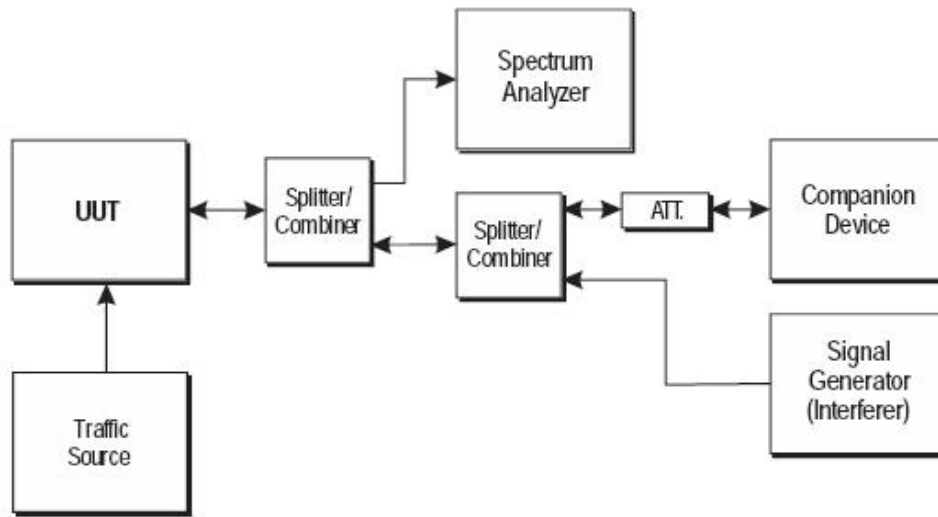 Spectrum
Analyzer
UUT
Splitter/
Combiner
Splitter/
Combiner
ATT.
Companion
Device
Traffic
Source
Signal
Generator
(Interferer)